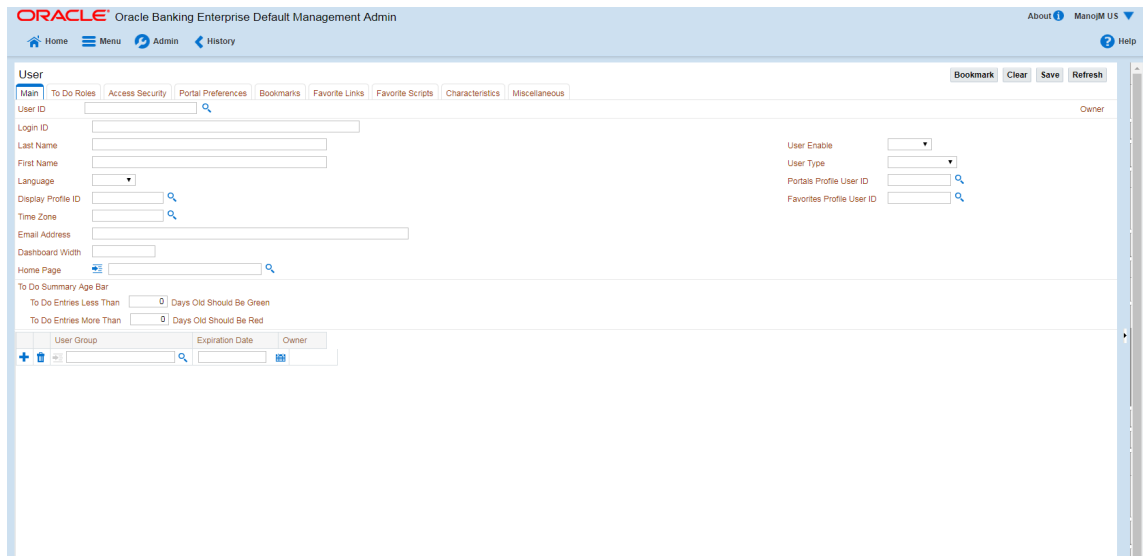 ORACLE® Oracle Banking Enterprise Default Management Admin About ManojM US
Home Menu Admin History Help
User Bookmark Clear Save Refresh
Main To Do Roles Access Security Portal Preferences Bookmarks Favorite Links Favorite Scripts Characteristics Miscellaneous
User ID Owner
Login ID
Last Name User Enable
First Name User Type
Language Portals Profile User ID
Display Profile ID Favorites Profile User ID
Time Zone
Email Address
Dashboard Width
Home Page
To Do Summary Age Bar
To Do Entries Less Than 0 Days Old Should Be Green
To Do Entries More Than 0 Days Old Should Be Red
User Group Expiration Date Owner